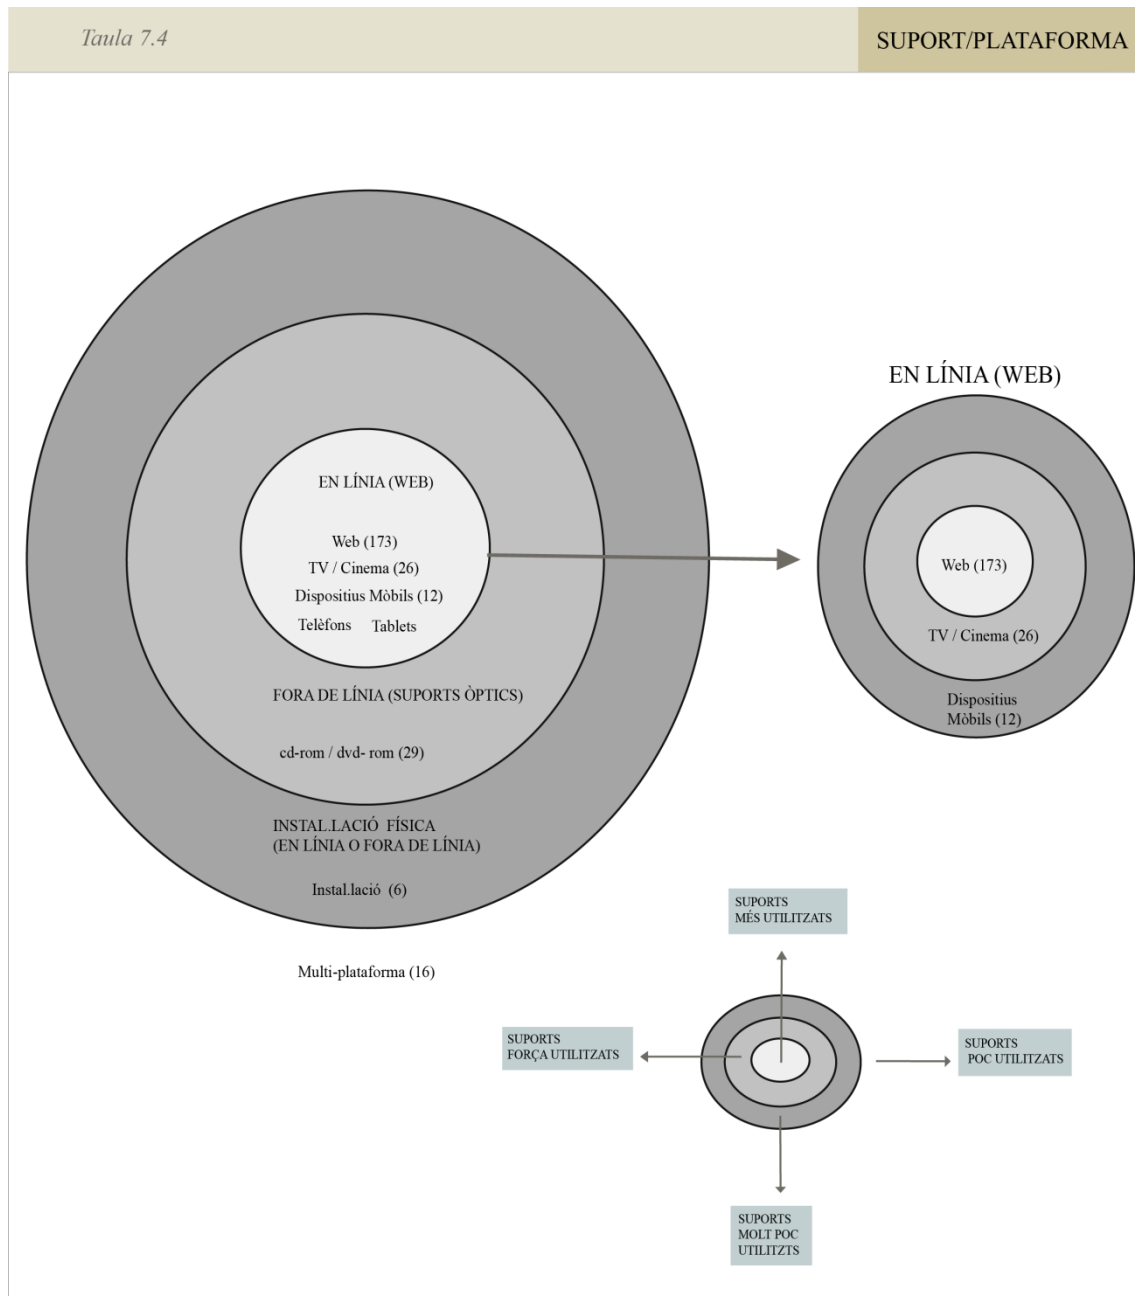 Taula 7.4
SUPORT/PLATAFORMA
EN LÍNIA (WEB)
Web (173)
TV / Cinema (26)
Dispositius Mòbils (12)
Telèfons Tablets
FORA DE LÍNIA (SUPORTS ÒPTICS)
cd-rom / dvd- rom (29)
INSTAL.LACIÓ FÍSICA
(EN LÍNIA O FORA DE LÍNIA)
Instal.lació (6)
Multi-plataforma (16)
EN LÍNIA (WEB)
Web (173)
TV / Cinema (26)
Dispositius
Mòbils (12)
SUPORTS
MÉS UTILITZATS
SUPORTS
FORÇA UTILITZATS
SUPORTS
POC UTILITZATS
SUPORTS
MOLT POC
UTILITZTS